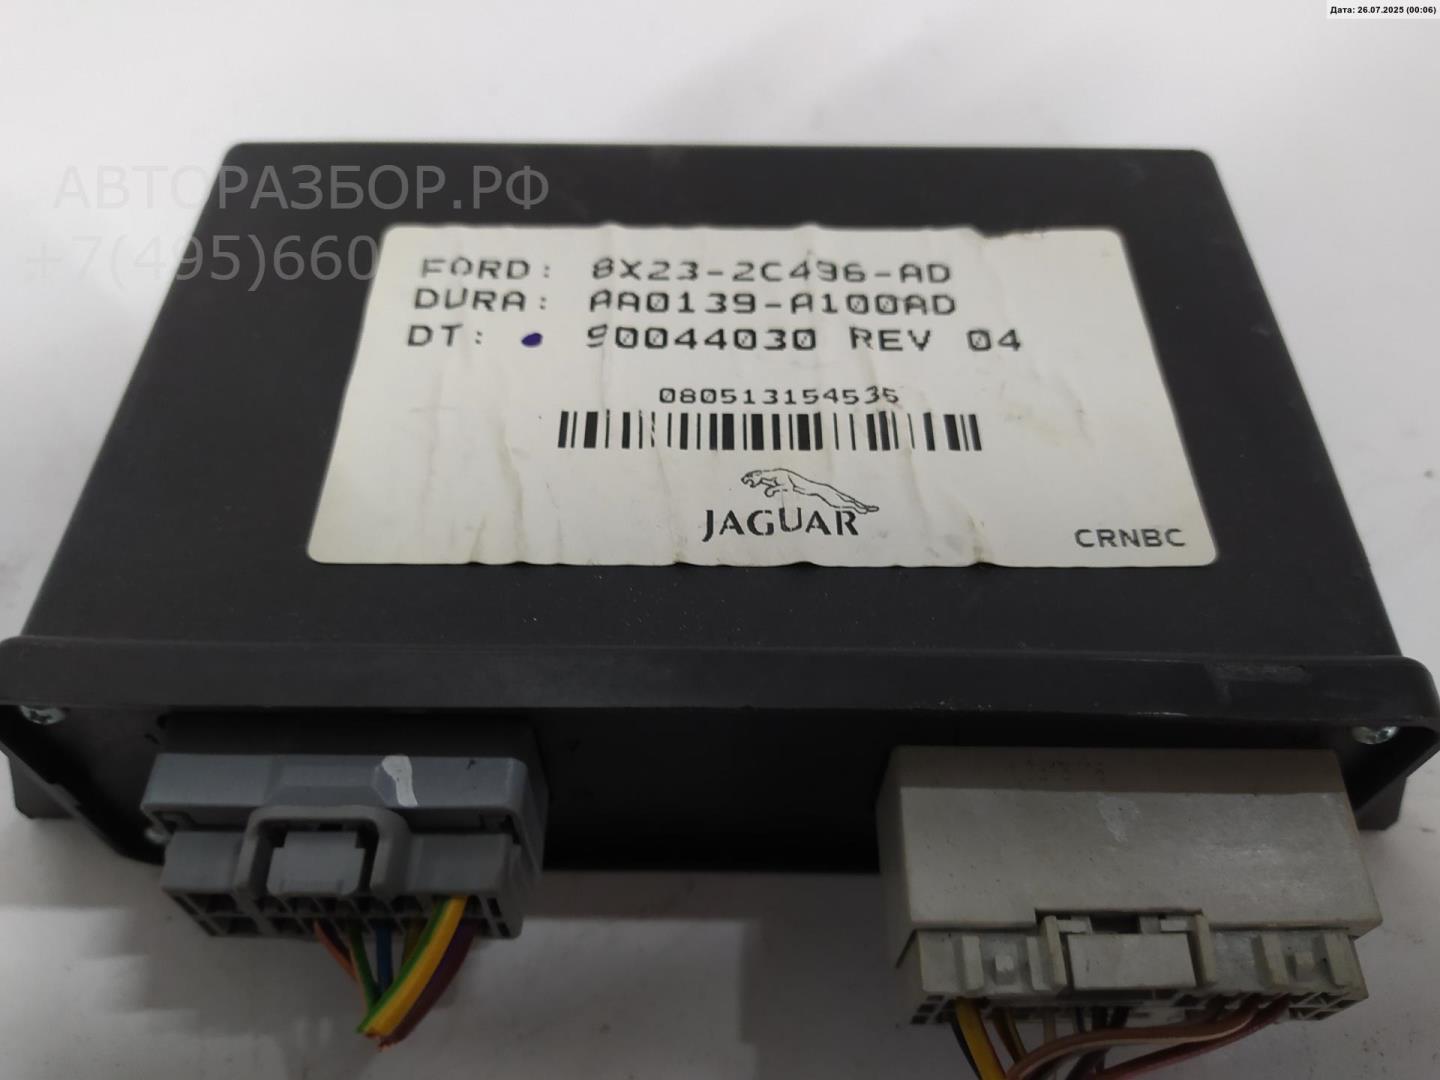 Дата: 26.07.2025 (00:06)
АВТОРАЗБОР.РФ
+7(495)660
FORD: 8X23-2C496-AD
DURA: AA0139-A100AD
DT: 90044030 REV 04
080513154535
JAGUAR
CRNBC